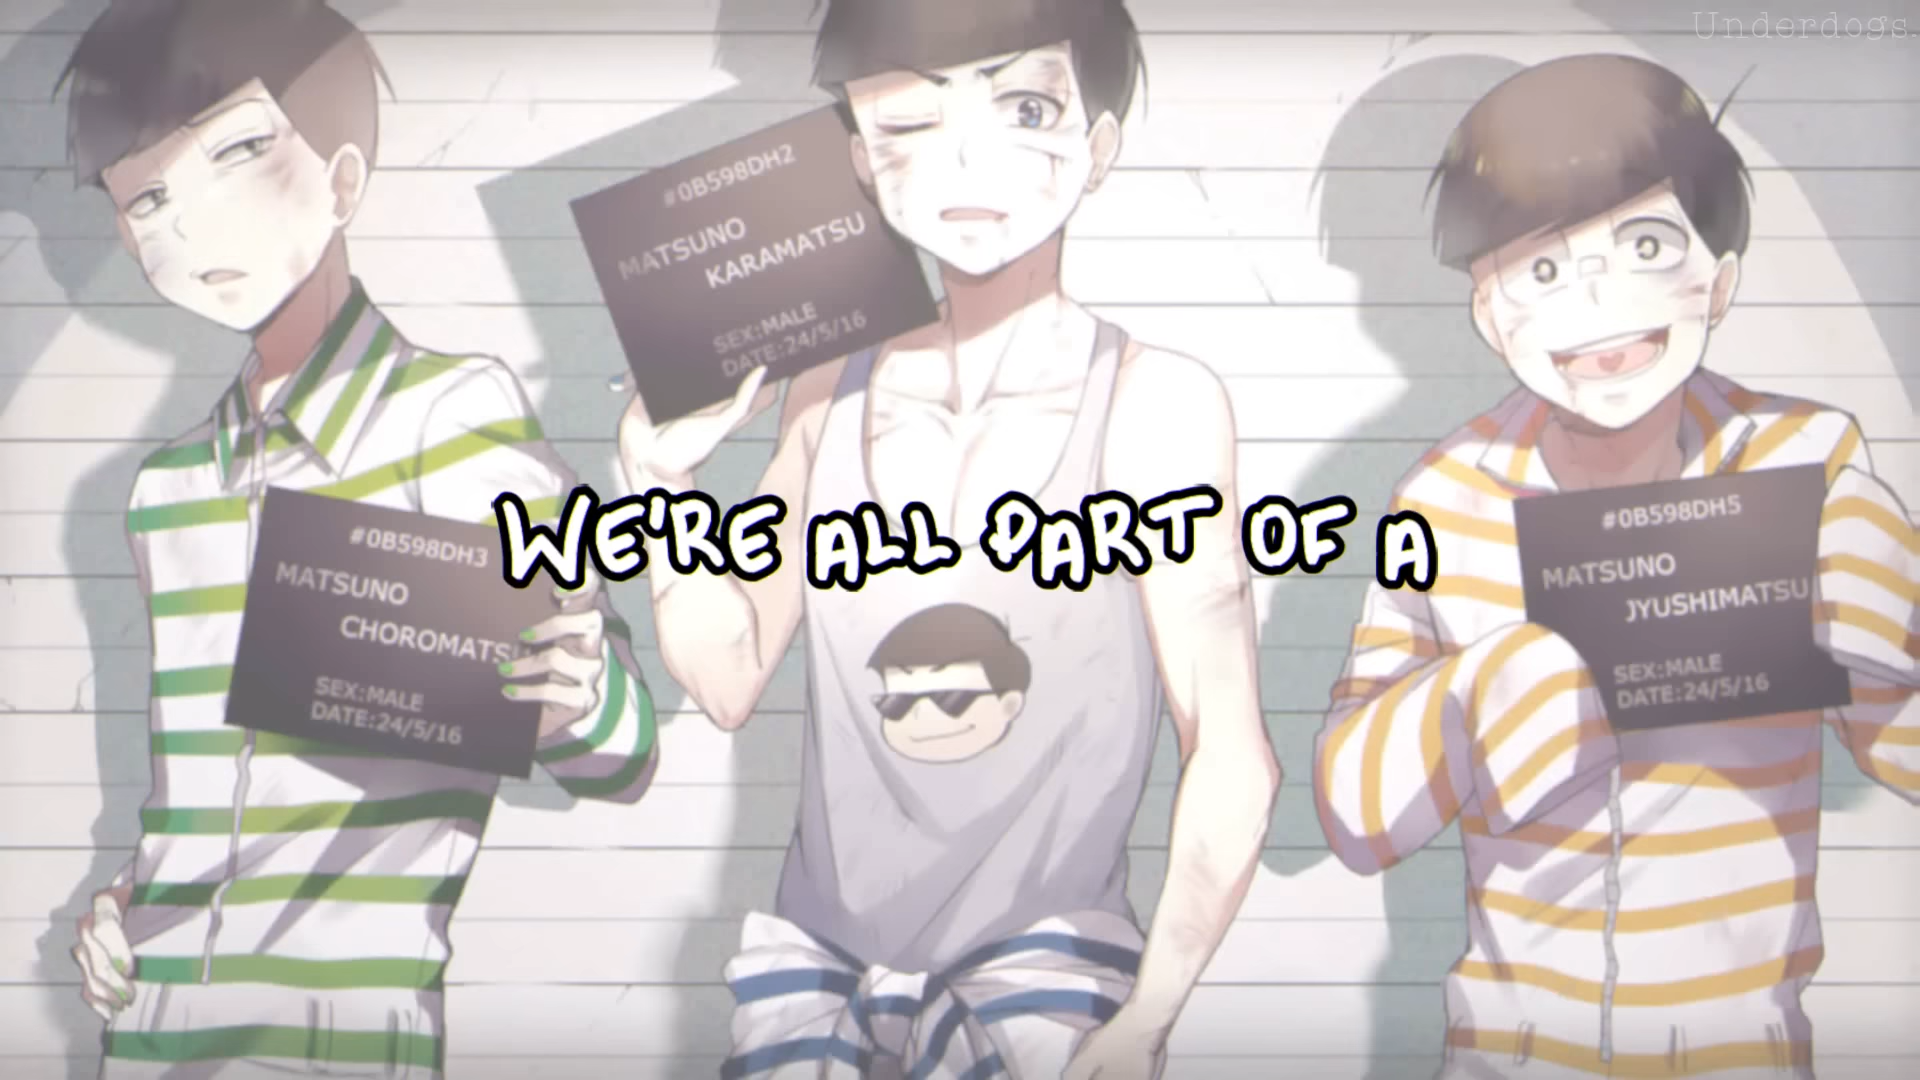 Underdogs.
#0B598DH2
MATSUNO
KARAMATSU
SEX:MALE
DATE:24/5/16
#0B598DH3
MATSUNO
CHOROMATSU
SEX:MALE
DATE:24/5/16
WE'RE ALL PART OF A
#0B598DH5
MATSUNO
JYUSHIMATSU
SEX:MALE
DATE:24/5/16